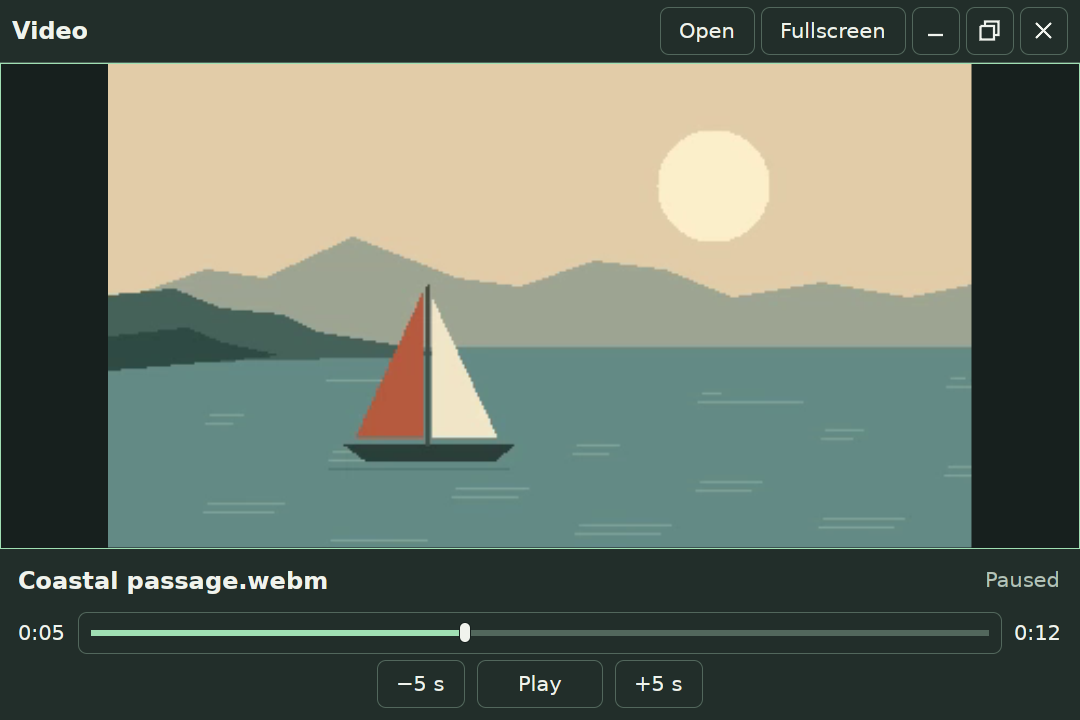 Video
Open
Fullscreen
Coastal passage.webm
Paused
0:05
0:12
−5 s
Play
+5 s